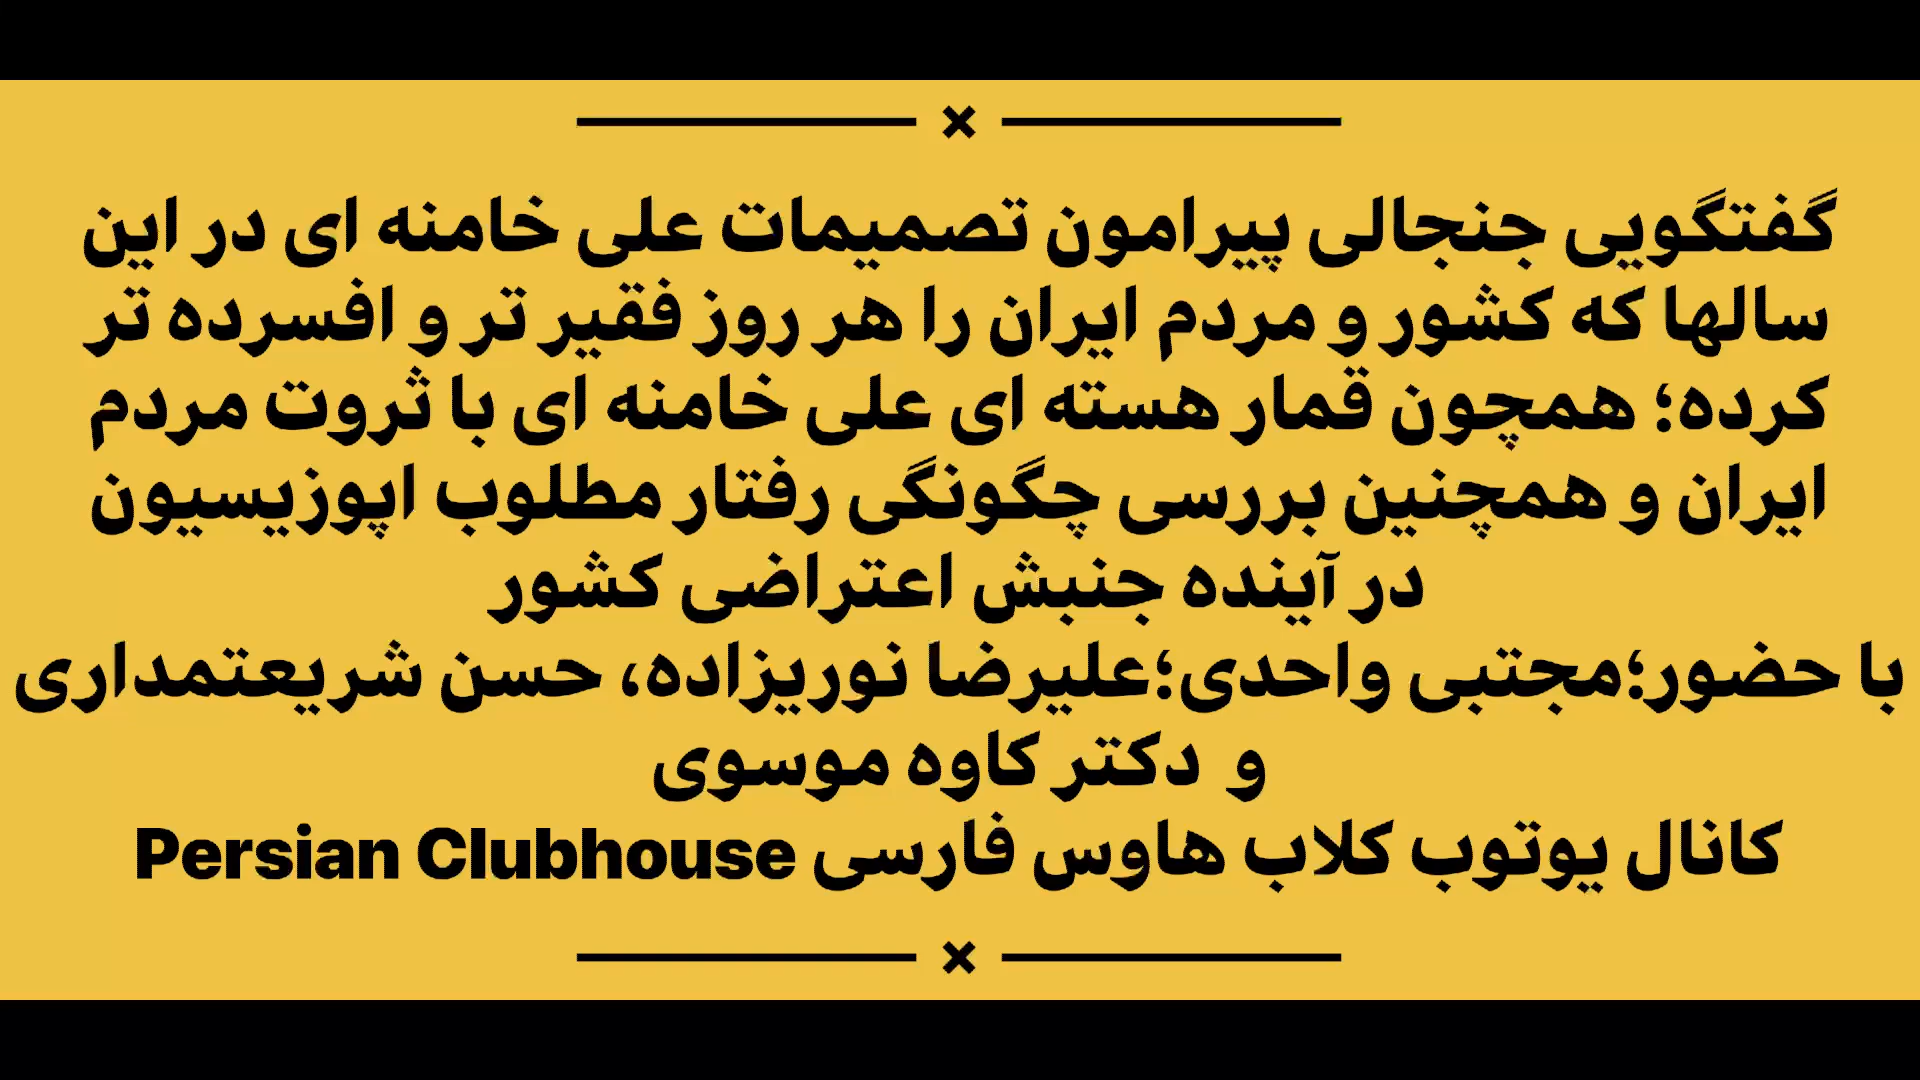 گفتگویی جنجالی پیرامون تصمیمات علی خامنه ای در این
سالها که کشور و مردم ایران را هر روز فقیر تر و افسرده تر
کرده؛ همچون قمار هسته ای علی خامنه ای با ثروت مردم
ایران و همچنین بررسی چگونگی رفتار مطلوب اپوزیسیون
در آینده جنبش اعتراضی کشور
با حضور؛مجتبی واحدی؛علیرضا نوریزاده، حسن شریعتمداری
و دکتر کاوه موسوی
کانال یوتوب کلاب هاوس فارسی Persian Clubhouse